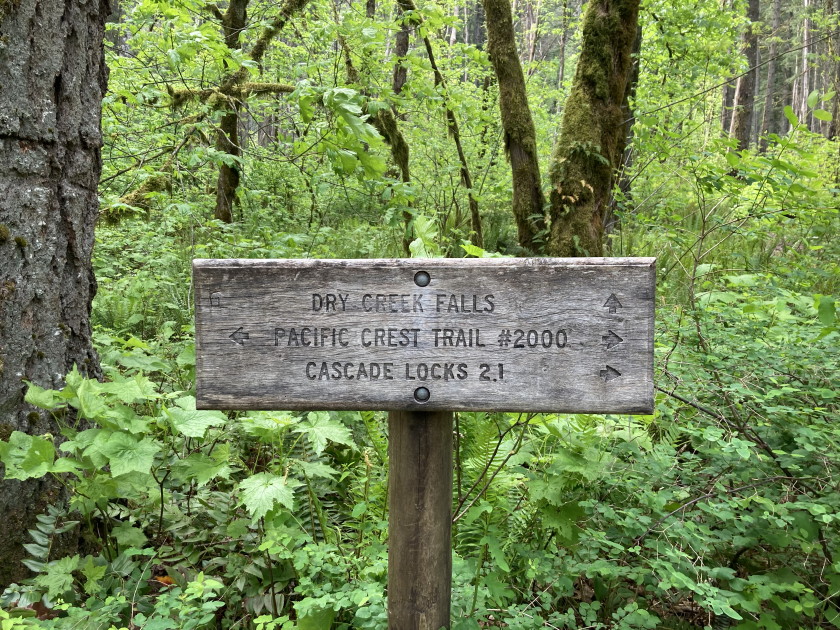 DRY CREEK FALLS ↑
← PACIFIC CREST TRAIL #2000 →
CASCADE LOCKS 2.1 →